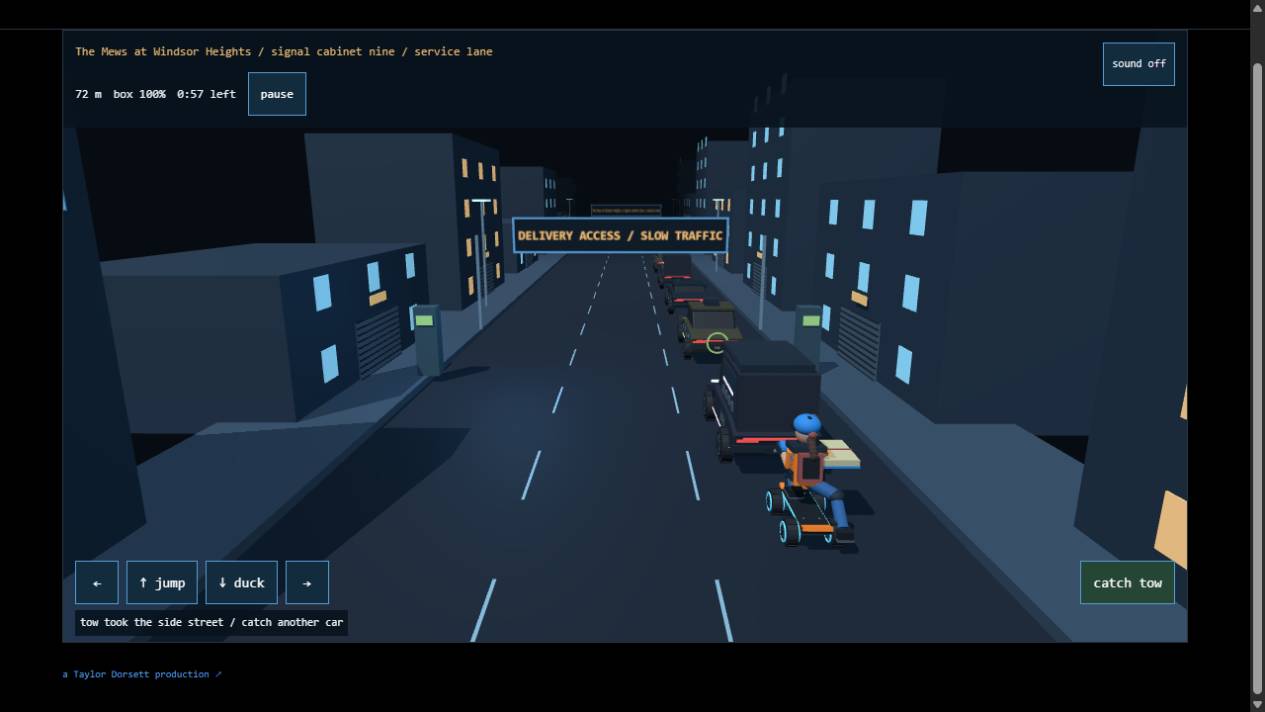 The Mews at Windsor Heights / signal cabinet nine / service lane
sound off
72 m box 100% 0:57 left pause
DELIVERY ACCESS / SLOW TRAFFIC
← ↑ jump ↓ duck →
catch tow
tow took the side street / catch another car
a Taylor Dorsett production ↗